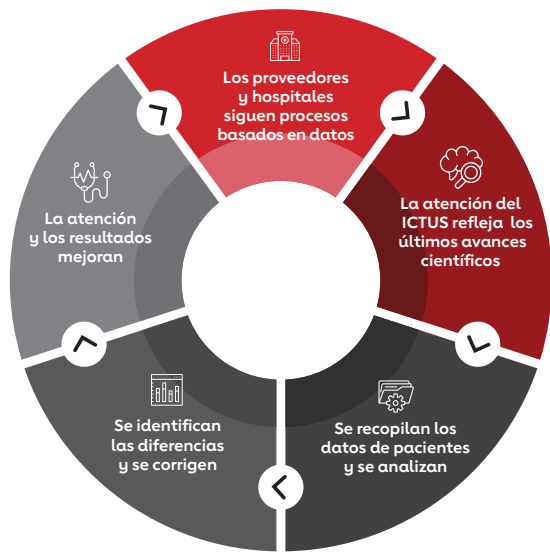 Los proveedores
y hospitales
siguen procesos
basados en datos
La atención del
ICTUS refleja los
últimos avances
científicos
Se recopilan los
datos de pacientes
y se analizan
Se identifican
las diferencias
y se corrigen
La atención
y los resultados
mejoran